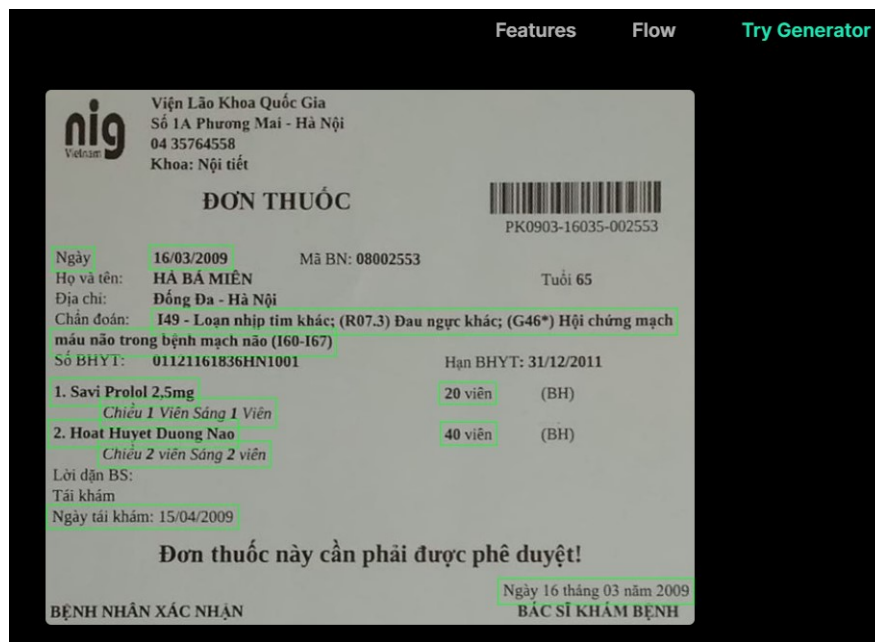 Features Flow Try Generator
nig
Vietnam
Viện Lão Khoa Quốc Gia
Số 1A Phương Mai - Hà Nội
04 35764558
Khoa: Nội tiết
ĐƠN THUỐC
PK0903-16035-002553
Ngày 16/03/2009 Mã BN: 08002553
Họ và tên: HÀ BÁ MIÊN Tuổi 65
Địa chỉ: Đống Đa - Hà Nội
Chẩn đoán: I49 - Loạn nhịp tim khác; (R07.3) Đau ngực khác; (G46*) Hội chứng mạch
máu não trong bệnh mạch não (I60-I67)
Số BHYT: 01121161836HN1001 Hạn BHYT: 31/12/2011
1. Savi Prolol 2,5mg 20 viên (BH)
Chiều 1 Viên Sáng 1 Viên
2. Hoat Huyet Duong Nao 40 viên (BH)
Chiều 2 viên Sáng 2 viên
Lời dặn BS:
Tái khám
Ngày tái khám: 15/04/2009
Đơn thuốc này cần phải được phê duyệt!
Ngày 16 tháng 03 năm 2009
BỆNH NHÂN XÁC NHẬN BÁC SĨ KHÁM BỆNH